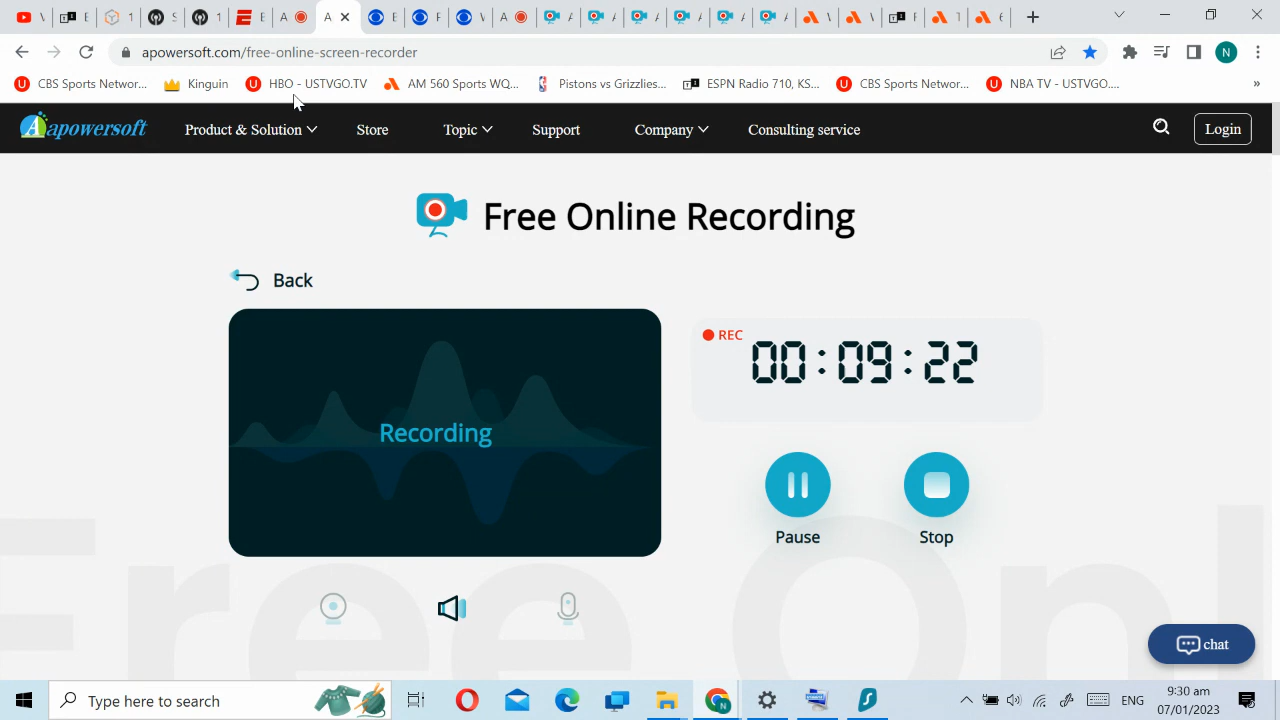 apowersoft.com/free-online-screen-recorder
N
CBS Sports Networ...
Kinguin
HBO - USTVGO.TV
AM 560 Sports WQ...
Pistons vs Grizzlies...
ESPN Radio 710, KS...
CBS Sports Networ...
NBA TV - USTVGO....
»
Apowersoft
Product & Solution
Store
Topic
Support
Company
Consulting service
Login
Free Online Recording
Back
REC
00:09:22
Recording
Pause
Stop
Free Onl
chat
Type here to search
ENG
9:30 am
07/01/2023